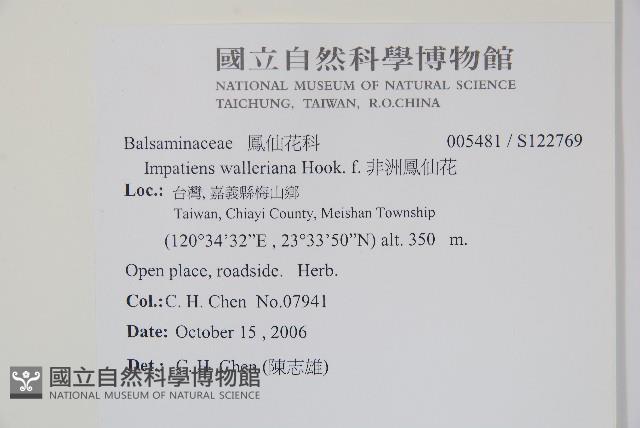 國立自然科學博物館
NATIONAL MUSEUM OF NATURAL SCIENCE
TAICHUNG, TAIWAN, R.O.CHINA
Balsaminaceae 鳳仙花科 005481 / S122769
Impatiens walleriana Hook. f. 非洲鳳仙花
Loc.: 台灣, 嘉義縣梅山鄉
Taiwan, Chiayi County, Meishan Township
(120°34’32”E , 23°33’50”N) alt. 350 m.
Open place, roadside. Herb.
Col.: C. H. Chen No.07941
Date: October 15 , 2006
Det.: C. H. Chen (陳志雄)
國立自然科學博物館
NATIONAL MUSEUM OF NATURAL SCIENCE